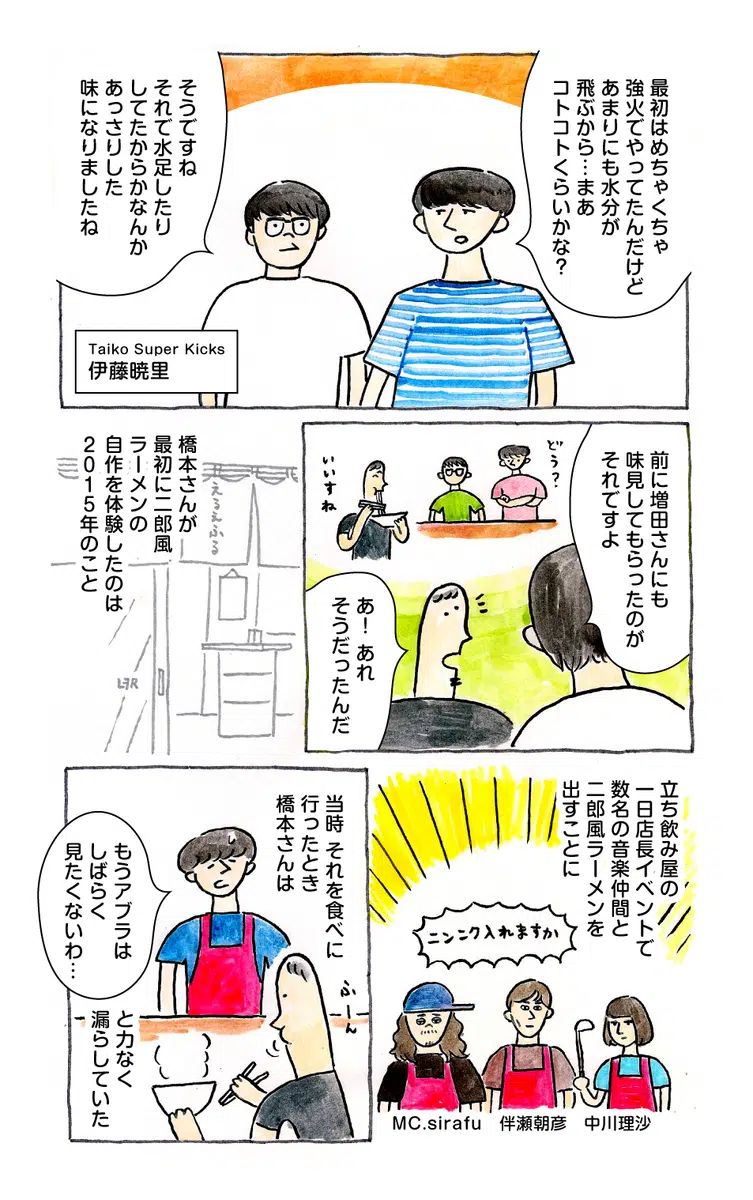 最初はめちゃくちゃ
強火でやってたんだけど
あまりにも水分が
飛ぶから…まあ
コトコトくらいかな？
そうですね
それで水足したり
してたからかなんか
あっさりした
味になりましたね
Taiko Super Kicks
伊藤暁里
前に増田さんにも
味見してもらったのが
それですよ
どう？
いいすね
あ！あれ
そうだったんだ
橋本さんが
最初に二郎風
ラーメンの
自作を体験したのは
2015年のこと
えるえふる
LFR
立ち飲み屋の
一日店長イベントで
数名の音楽仲間と
二郎風ラーメンを
出すことに
ニンニク入れますか
MC.sirafu
伴瀬朝彦
中川理沙
当時 それを食べに
行ったとき
橋本さんは
もうアブラは
しばらく
見たくないわ…
ふーん
と力なく
漏らしていた